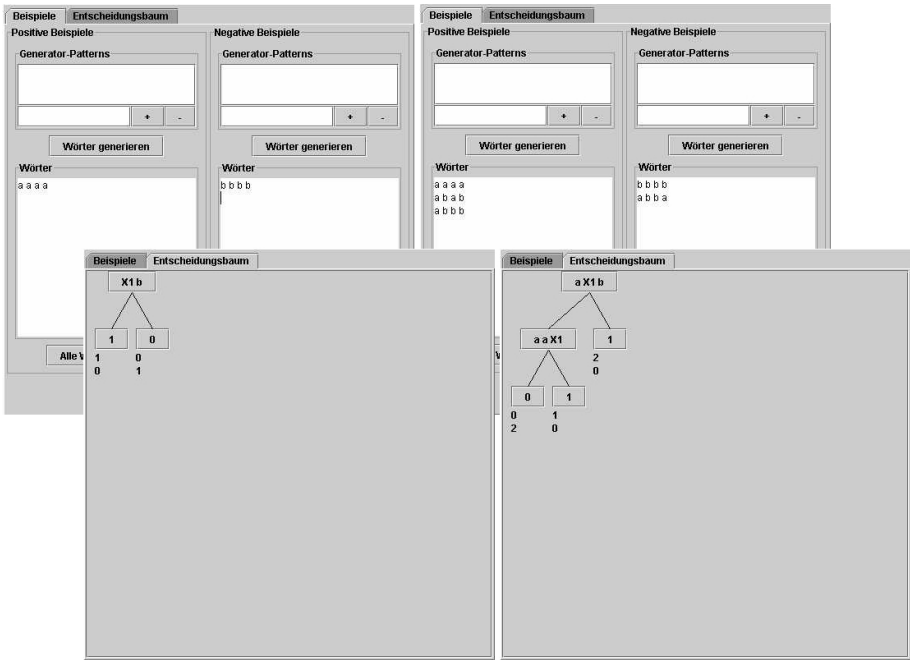 Beispiele Entscheidungsbaum
Positive Beispiele Negative Beispiele
Generator-Patterns Generator-Patterns
+ - + -
Wörter generieren Wörter generieren
Wörter Wörter
a a a a b b b b
Alle
Beispiele Entscheidungsbaum
Positive Beispiele Negative Beispiele
Generator-Patterns Generator-Patterns
+ - + -
Wörter generieren Wörter generieren
Wörter Wörter
a a a a b b b b
a b a b a b b a
a b b b
Beispiele Entscheidungsbaum
X1 b
1 0
1 0
0 1
Beispiele Entscheidungsbaum
a X1 b
a a X1 1
2
0
0 1
0 1
2 0